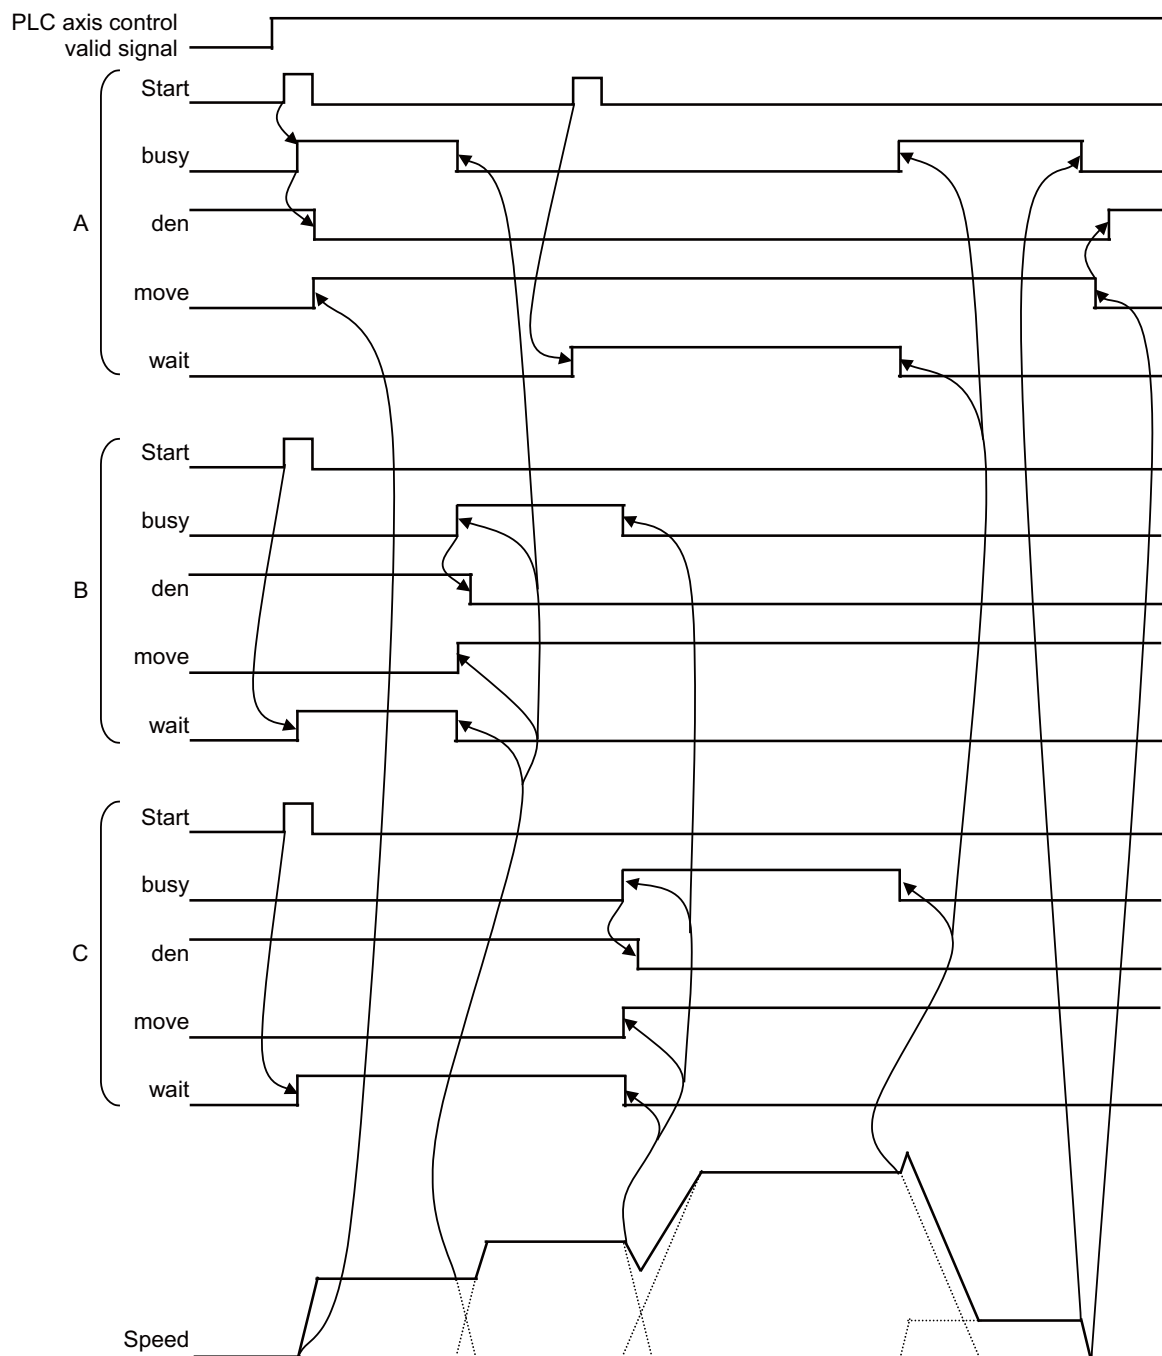 PLC axis control
valid signal
Start
busy
A
den
move
wait
Start
busy
B
den
move
wait
Start
busy
C
den
move
wait
Speed